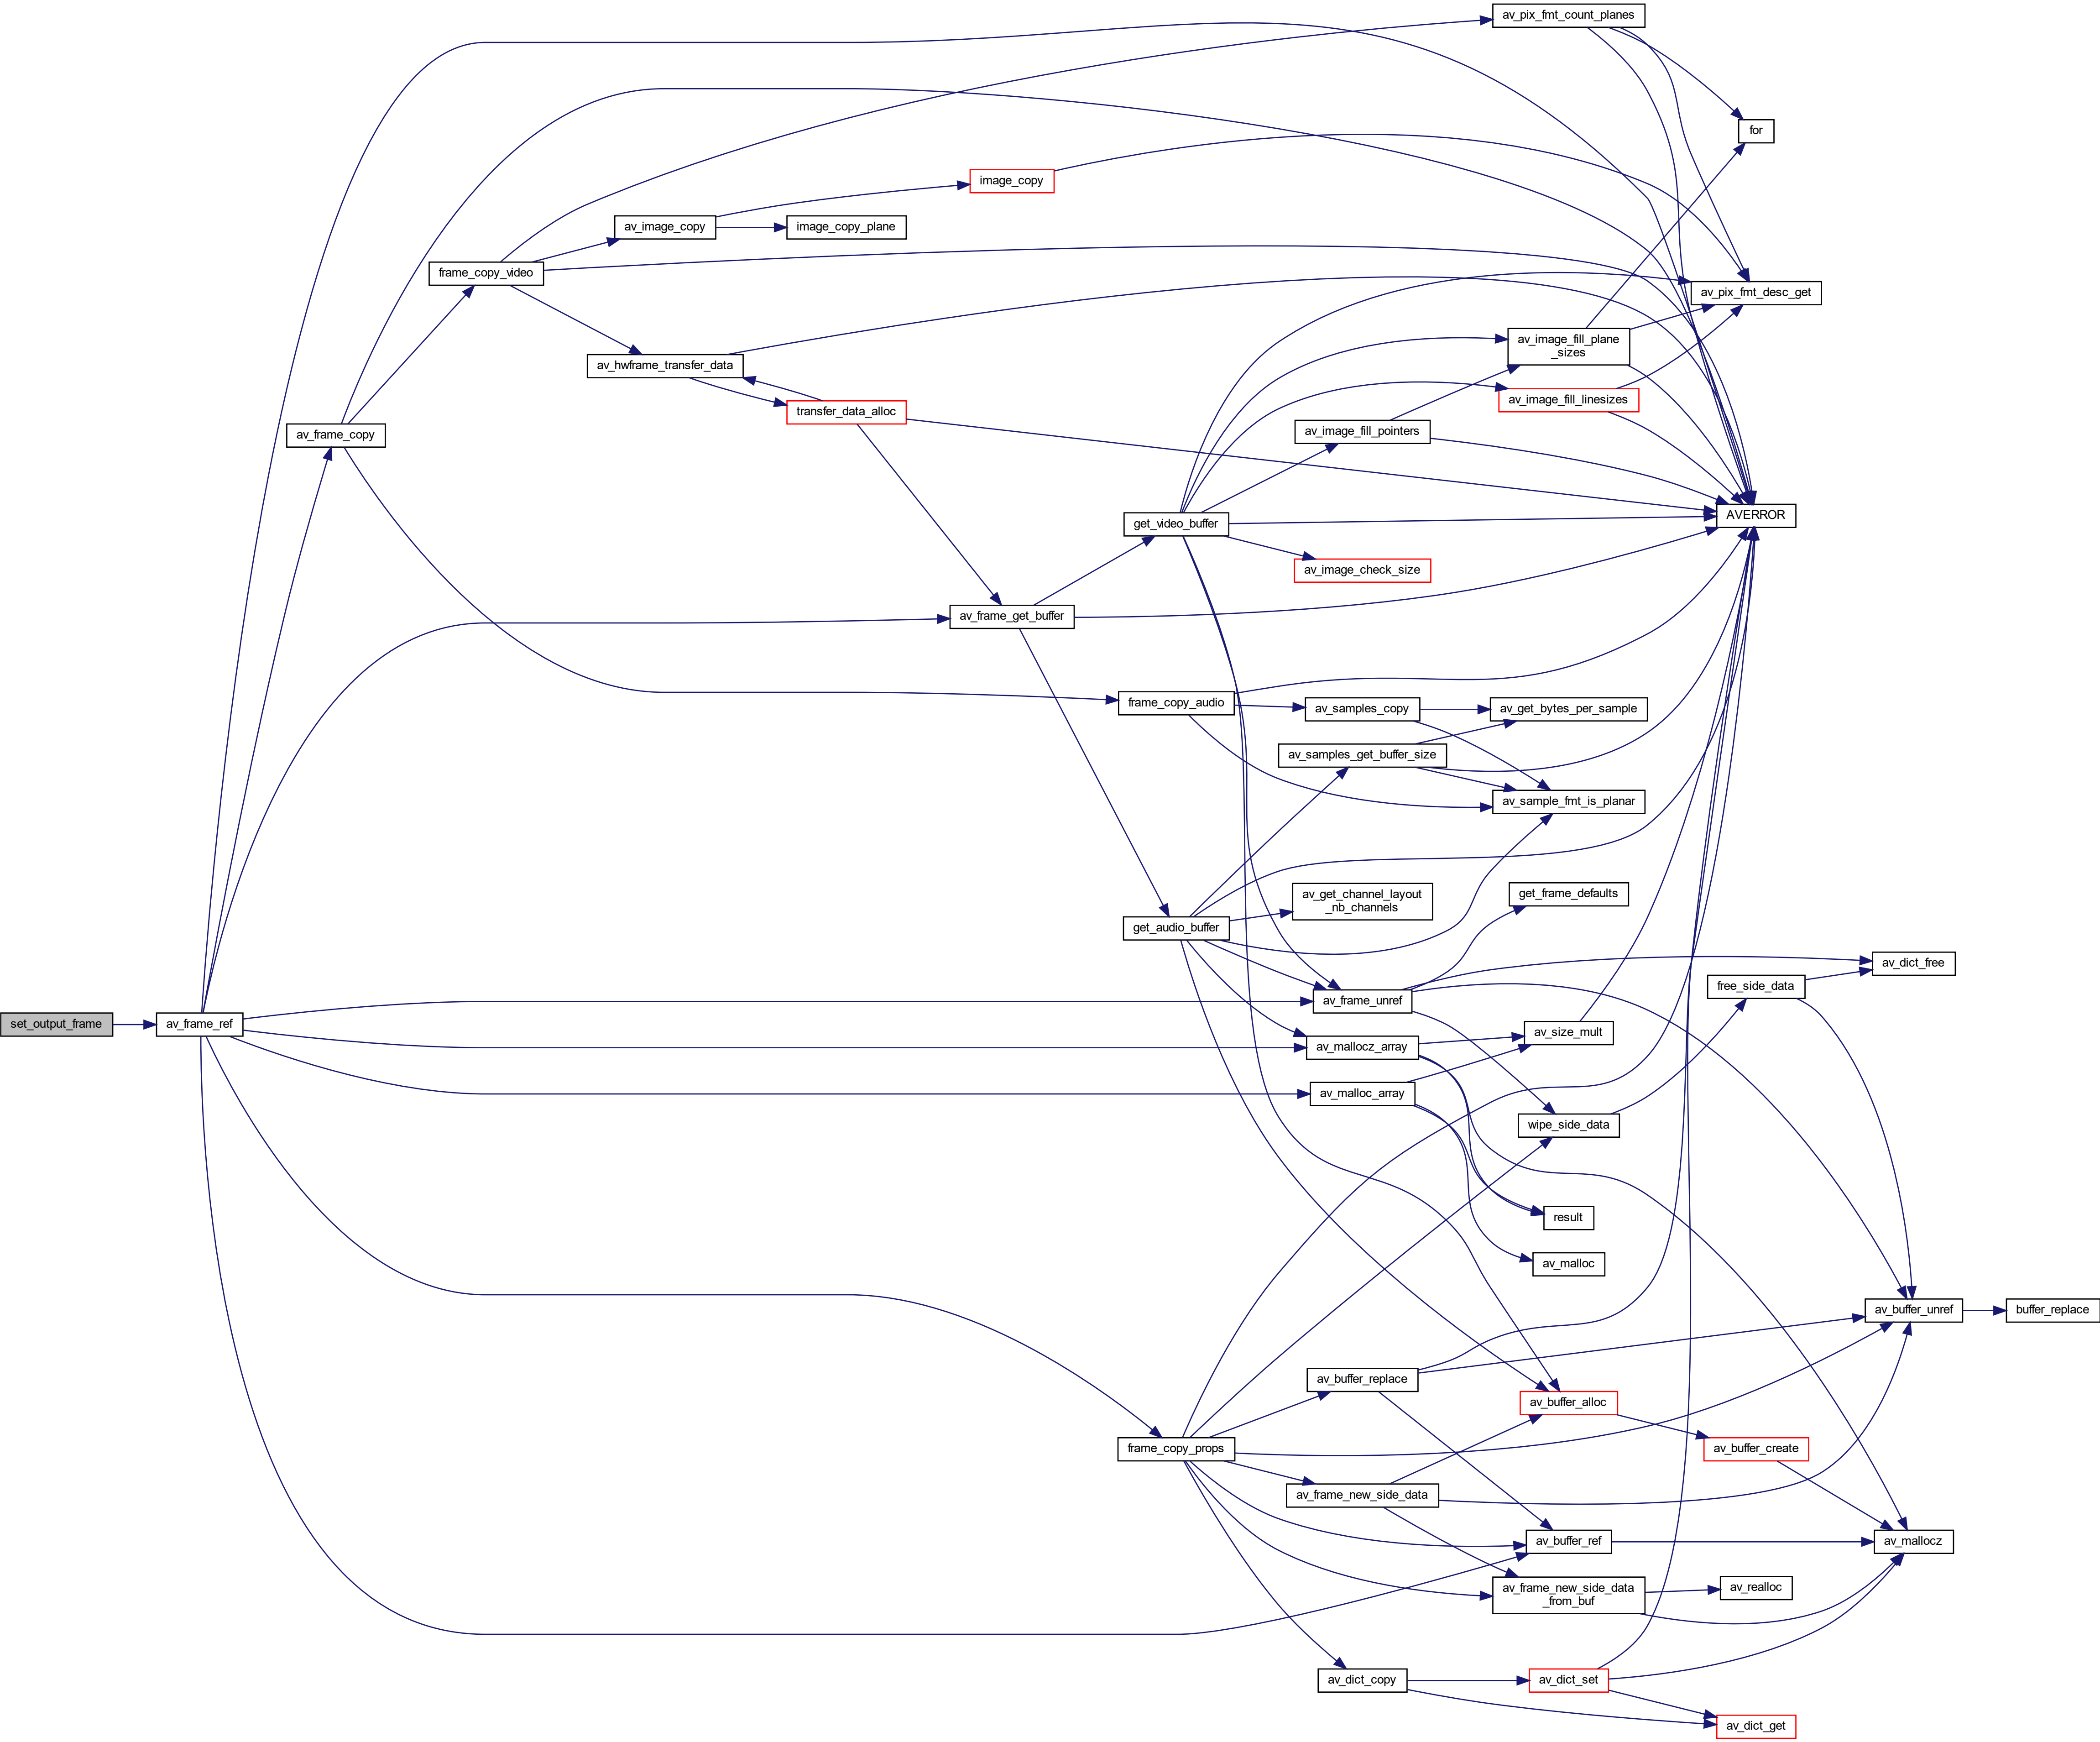 av_pix_fmt_count_planes
for
image_copy
av_image_copy
image_copy_plane
frame_copy_video
av_pix_fmt_desc_get
av_image_fill_plane
_sizes
av_hwframe_transfer_data
av_image_fill_linesizes
transfer_data_alloc
av_image_fill_pointers
av_frame_copy
AVERROR
get_video_buffer
av_image_check_size
av_frame_get_buffer
frame_copy_audio
av_samples_copy
av_get_bytes_per_sample
av_samples_get_buffer_size
av_sample_fmt_is_planar
get_frame_defaults
av_get_channel_layout
_nb_channels
get_audio_buffer
av_dict_free
free_side_data
av_frame_unref
set_output_frame
av_frame_ref
av_size_mult
av_mallocz_array
av_malloc_array
wipe_side_data
result
av_malloc
av_buffer_unref
buffer_replace
av_buffer_replace
av_buffer_alloc
frame_copy_props
av_buffer_create
av_frame_new_side_data
av_buffer_ref
av_mallocz
av_frame_new_side_data
_from_buf
av_realloc
av_dict_copy
av_dict_set
av_dict_get